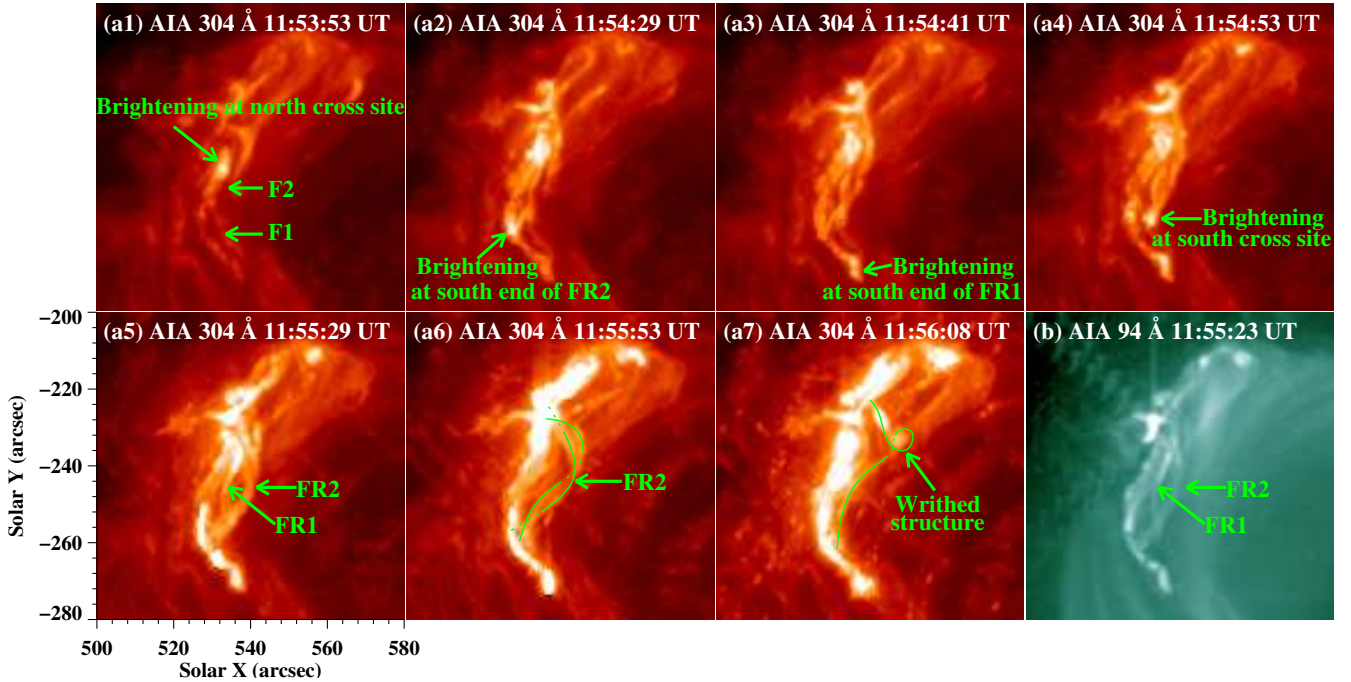 (a1) AIA 304 Å 11:53:53 UT
Brightening at north cross site
F2
F1
(a2) AIA 304 Å 11:54:29 UT
Brightening
at south end of FR2
(a3) AIA 304 Å 11:54:41 UT
Brightening
at south end of FR1
(a4) AIA 304 Å 11:54:53 UT
Brightening
at south cross site
(a5) AIA 304 Å 11:55:29 UT
FR2
FR1
(a6) AIA 304 Å 11:55:53 UT
FR2
(a7) AIA 304 Å 11:56:08 UT
Writhed
structure
(b) AIA 94 Å 11:55:23 UT
FR2
FR1
−200
−220
−240
−260
−280
Solar Y (arcsec)
500 520 540 560 580
Solar X (arcsec)